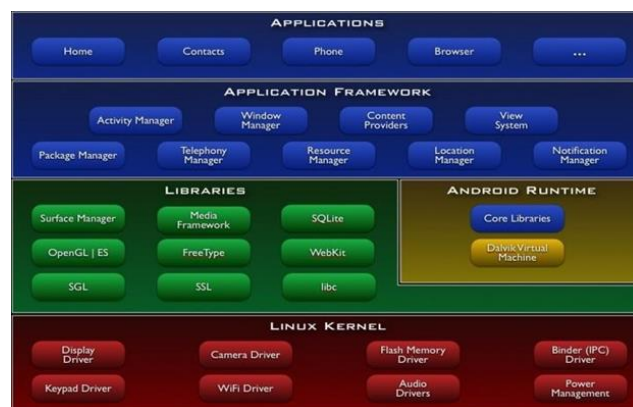 APPLICATIONS
Home
Contacts
Phone
Browser
...
APPLICATION FRAMEWORK
Activity Manager
Window
Manager
Content
Providers
View
System
Package Manager
Telephony
Manager
Resource
Manager
Location
Manager
Notification
Manager
LIBRARIES
Surface Manager
Media
Framework
SQLite
OpenGL | ES
FreeType
WebKit
SGL
SSL
libc
ANDROID RUNTIME
Core Libraries
Dalvik Virtual
Machine
LINUX KERNEL
Display
Driver
Camera Driver
Flash Memory
Driver
Binder (IPC)
Driver
Keypad Driver
WiFi Driver
Audio
Drivers
Power
Management